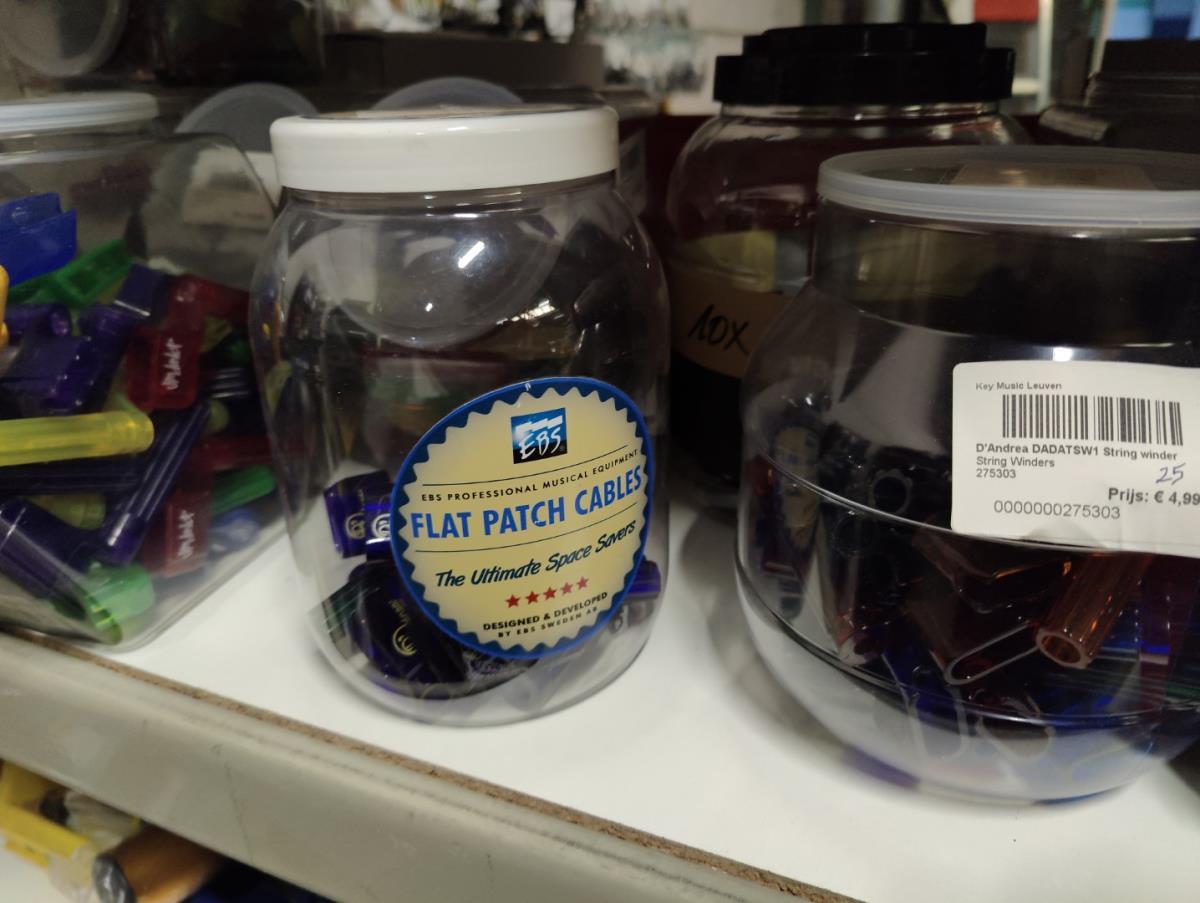 EBS
EBS PROFESSIONAL MUSICAL EQUIPMENT
FLAT PATCH CABLES
The Ultimate Space Savers
DESIGNED & DEVELOPED
BY EBS SWEDEN AB
10X
Key Music Leuven
D'Andrea DADATSW1 String winder
String Winders
275303
25
Prijs: € 4,99
0000000275303